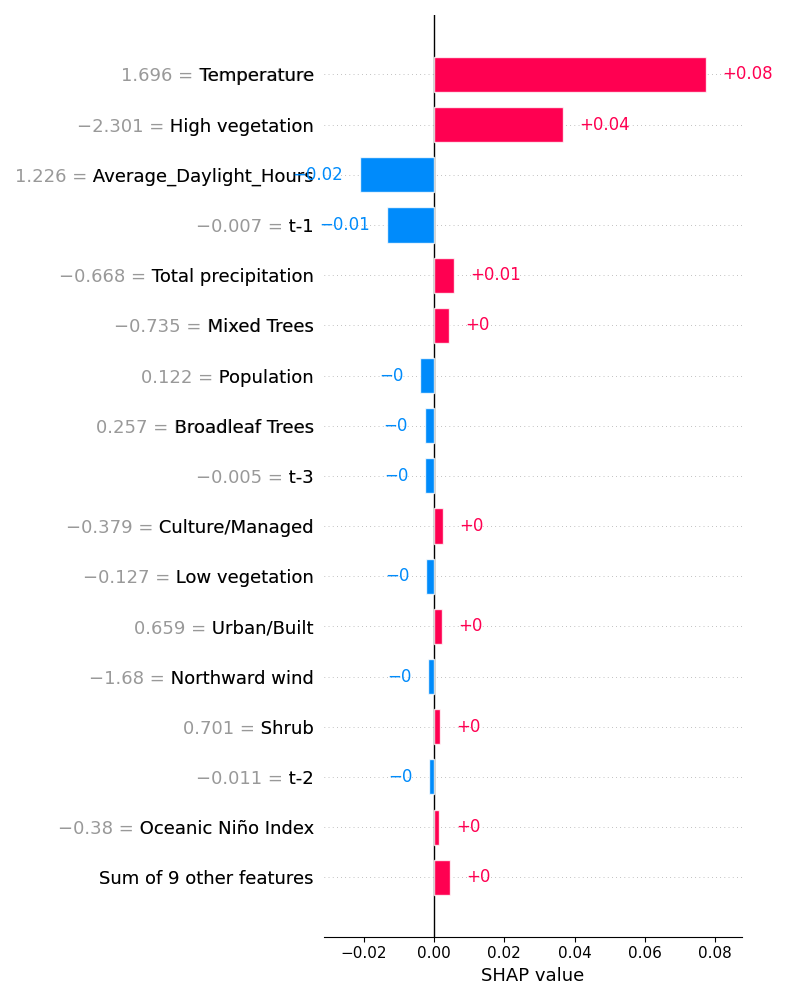 1.696 = Temperature +0.08
−2.301 = High vegetation +0.04
1.226 = Average_Daylight_Hours −0.02
−0.007 = t-1 −0.01
−0.668 = Total precipitation +0.01
−0.735 = Mixed Trees +0
0.122 = Population −0
0.257 = Broadleaf Trees −0
−0.005 = t-3 −0
−0.379 = Culture/Managed +0
−0.127 = Low vegetation −0
0.659 = Urban/Built +0
−1.68 = Northward wind −0
0.701 = Shrub +0
−0.011 = t-2 −0
−0.38 = Oceanic Niño Index +0
Sum of 9 other features +0
−0.02 0.00 0.02 0.04 0.06 0.08
SHAP value